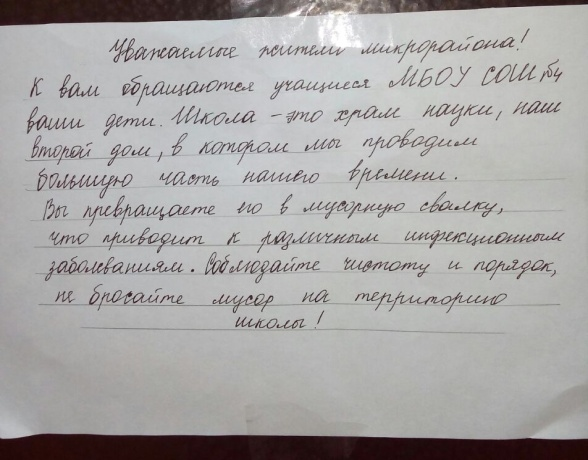 Уважаемые жители микрорайона!
К вам обращаются учащиеся МБОУ СОШ №4
ваши дети. Школа - это храм науки, наш
второй дом, в котором мы проводим
большую часть нашего времени.
Вы превращаете его в мусорную свалку,
что приводит к различным инфекционным
заболеваниям. Соблюдайте чистоту и порядок,
не бросайте мусор на территорию
школы!